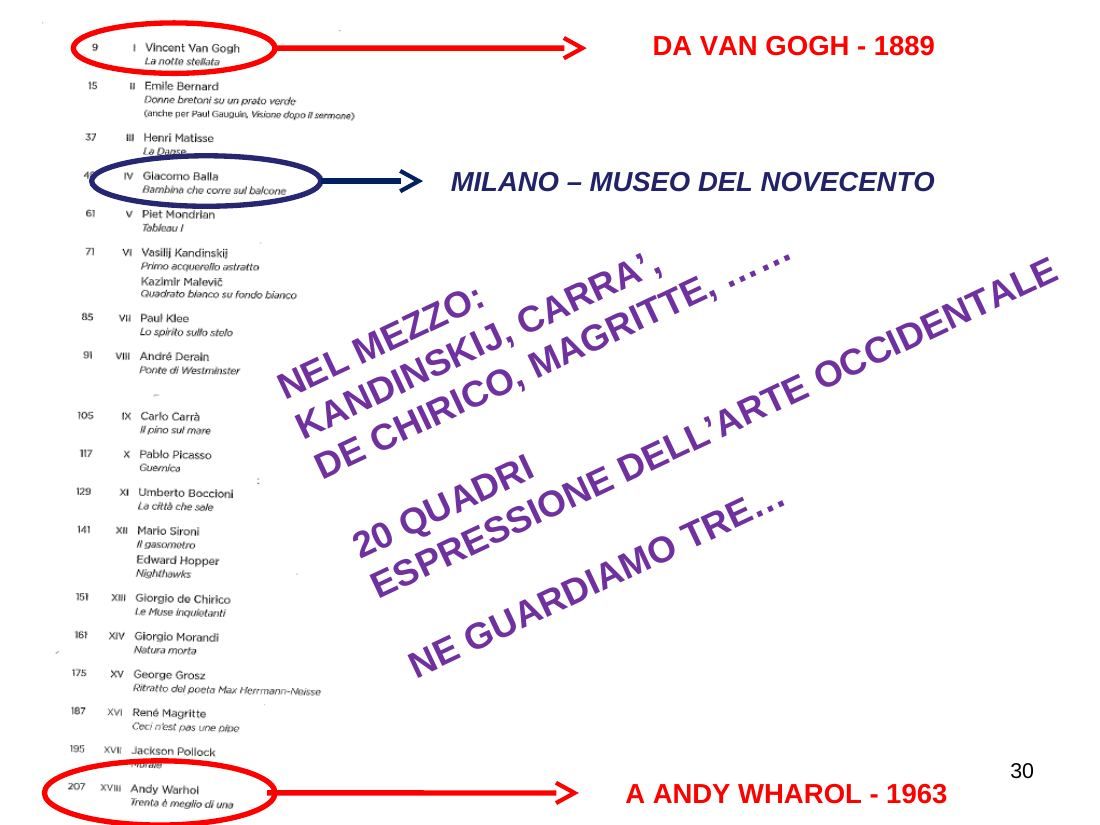 9 I Vincent Van Gogh
La notte stellata
DA VAN GOGH - 1889
15 II Emile Bernard
Donne bretoni su un prato verde
(anche per Paul Gauguin, Visione dopo il sermone)
37 III Henri Matisse
La Danse
IV Giacomo Balla
Bambina che corre sul balcone
MILANO – MUSEO DEL NOVECENTO
61 V Piet Mondrian
Tableau I
71 VI Vasilij Kandinskij
Primo acquerello astratto
Kazimir Malevič
Quadrato bianco su fondo bianco
85 VII Paul Klee
Lo spirito sullo stelo
91 VIII André Derain
Ponte di Westminster
105 IX Carlo Carrà
Il pino sul mare
117 X Pablo Picasso
Guernica
129 XI Umberto Boccioni
La città che sale
141 XII Mario Sironi
Il gasometro
Edward Hopper
Nighthawks
151 XIII Giorgio de Chirico
Le Muse inquietanti
161 XIV Giorgio Morandi
Natura morta
175 XV George Grosz
Ritratto del poeta Max Herrmann-Neisse
187 XVI René Magritte
Ceci n'est pas une pipe
195 XVII Jackson Pollock
Murale
207 XVIII Andy Warhol
Trenta è meglio di una
NEL MEZZO:
KANDINSKIJ, CARRA’,
DE CHIRICO, MAGRITTE, ……
20 QUADRI
ESPRESSIONE DELL’ARTE OCCIDENTALE
NE GUARDIAMO TRE…
30
A ANDY WHAROL - 1963